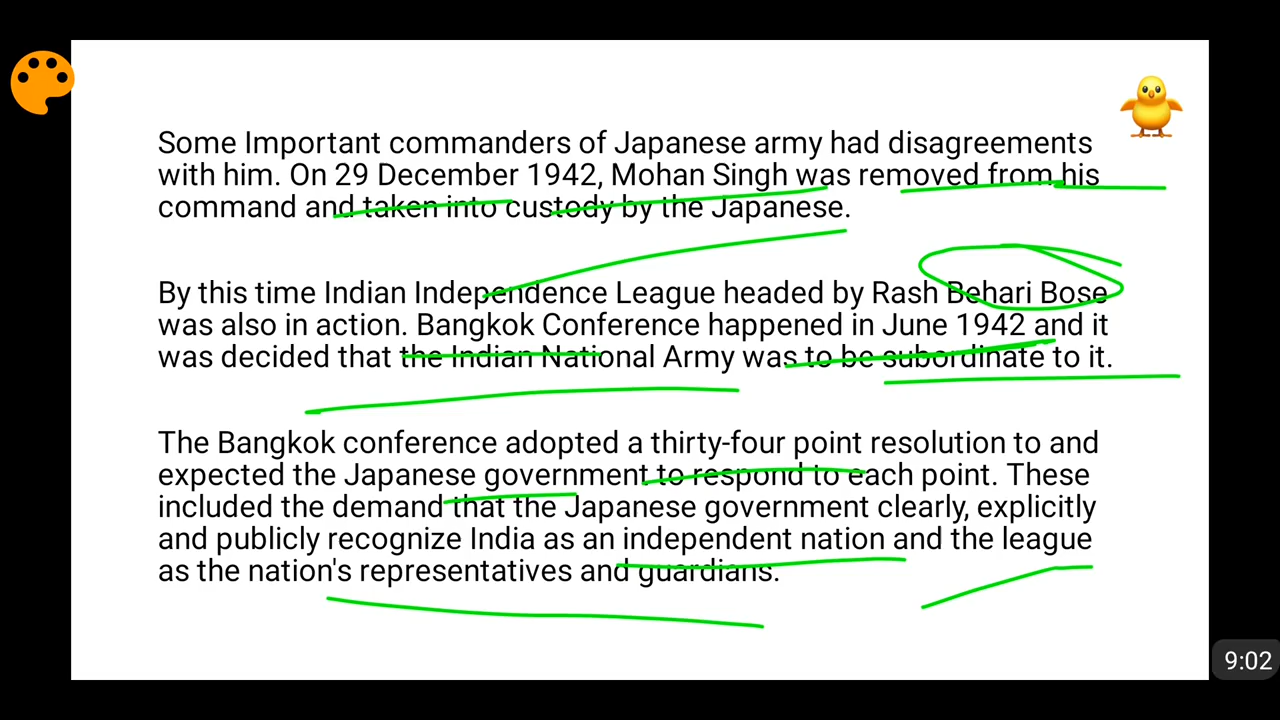 Some Important commanders of Japanese army had disagreements
with him. On 29 December 1942, Mohan Singh was removed from his
command and taken into custody by the Japanese.
By this time Indian Independence League headed by Rash Behari Bose
was also in action. Bangkok Conference happened in June 1942 and it
was decided that the Indian National Army was to be subordinate to it.
The Bangkok conference adopted a thirty-four point resolution to and
expected the Japanese government to respond to each point. These
included the demand that the Japanese government clearly, explicitly
and publicly recognize India as an independent nation and the league
as the nation's representatives and guardians.
9:02